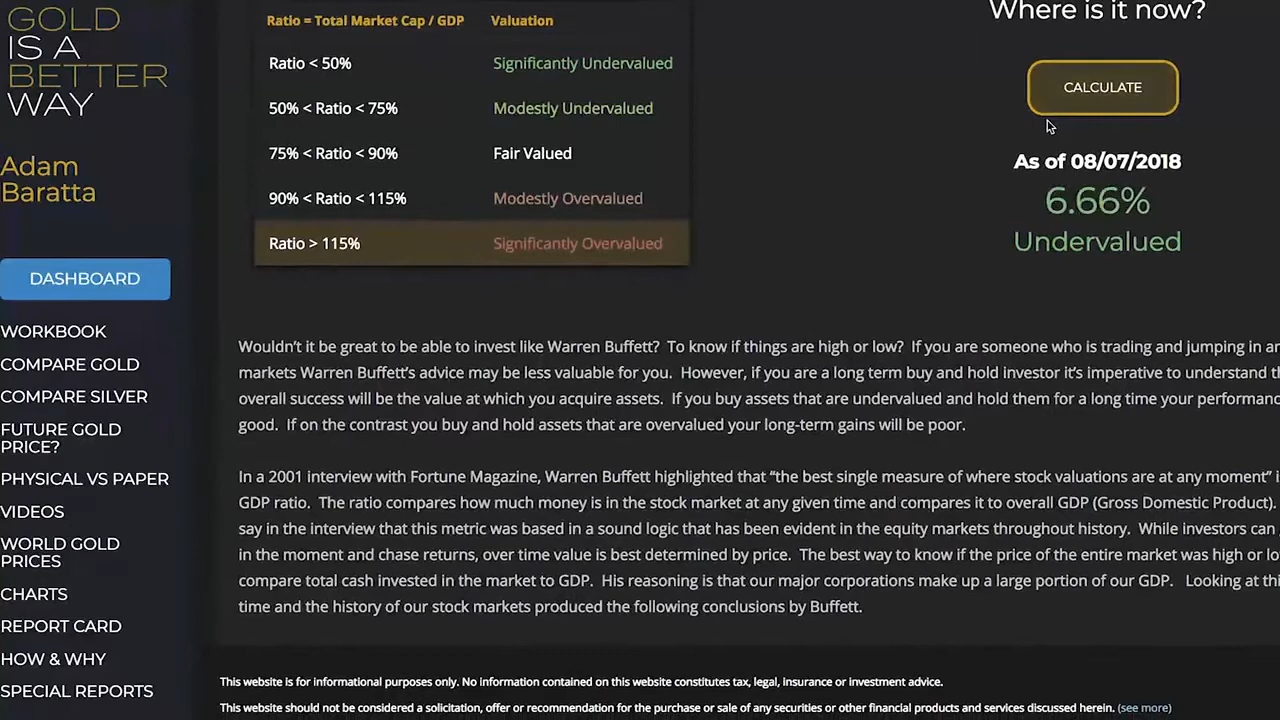 GOLD
IS A
BETTER
WAY
Adam
Baratta
DASHBOARD
WORKBOOK
COMPARE GOLD
COMPARE SILVER
FUTURE GOLD
PRICE?
PHYSICAL VS PAPER
VIDEOS
WORLD GOLD
PRICES
CHARTS
REPORT CARD
HOW & WHY
SPECIAL REPORTS
Ratio = Total Market Cap / GDP Valuation
Ratio < 50% Significantly Undervalued
50% < Ratio < 75% Modestly Undervalued
75% < Ratio < 90% Fair Valued
90% < Ratio < 115% Modestly Overvalued
Ratio > 115% Significantly Overvalued
Where is it now?
CALCULATE
As of 08/07/2018
6.66%
Undervalued
Wouldn't it be great to be able to invest like Warren Buffett? To know if things are high or low? If you are someone who is trading and jumping in
markets Warren Buffett's advice may be less valuable for you. However, if you are a long term buy and hold investor it's imperative to understand
overall success will be the value at which you acquire assets. If you buy assets that are undervalued and hold them for a long time your
good. If on the contrast you buy and hold assets that are overvalued your long-term gains will be poor.
In a 2001 interview with Fortune Magazine, Warren Buffett highlighted that “the best single measure of where stock valuations are at any moment”
GDP ratio. The ratio compares how much money is in the stock market at any given time and compares it to overall GDP (Gross Domestic Product).
say in the interview that this metric was based in a sound logic that has been evident in the equity markets throughout history. While investors can
in the moment and chase returns, over time value is best determined by price. The best way to know if the price of the entire market was high or
compare total cash invested in the market to GDP. His reasoning is that our major corporations make up a large portion of our GDP. Looking at
time and the history of our stock markets produced the following conclusions by Buffett.
This website is for informational purposes only. No information contained on this website constitutes tax, legal, insurance or investment advice.
This website should not be considered a solicitation, offer or recommendation for the purchase or sale of any securities or other financial products and services discussed herein. (see more)